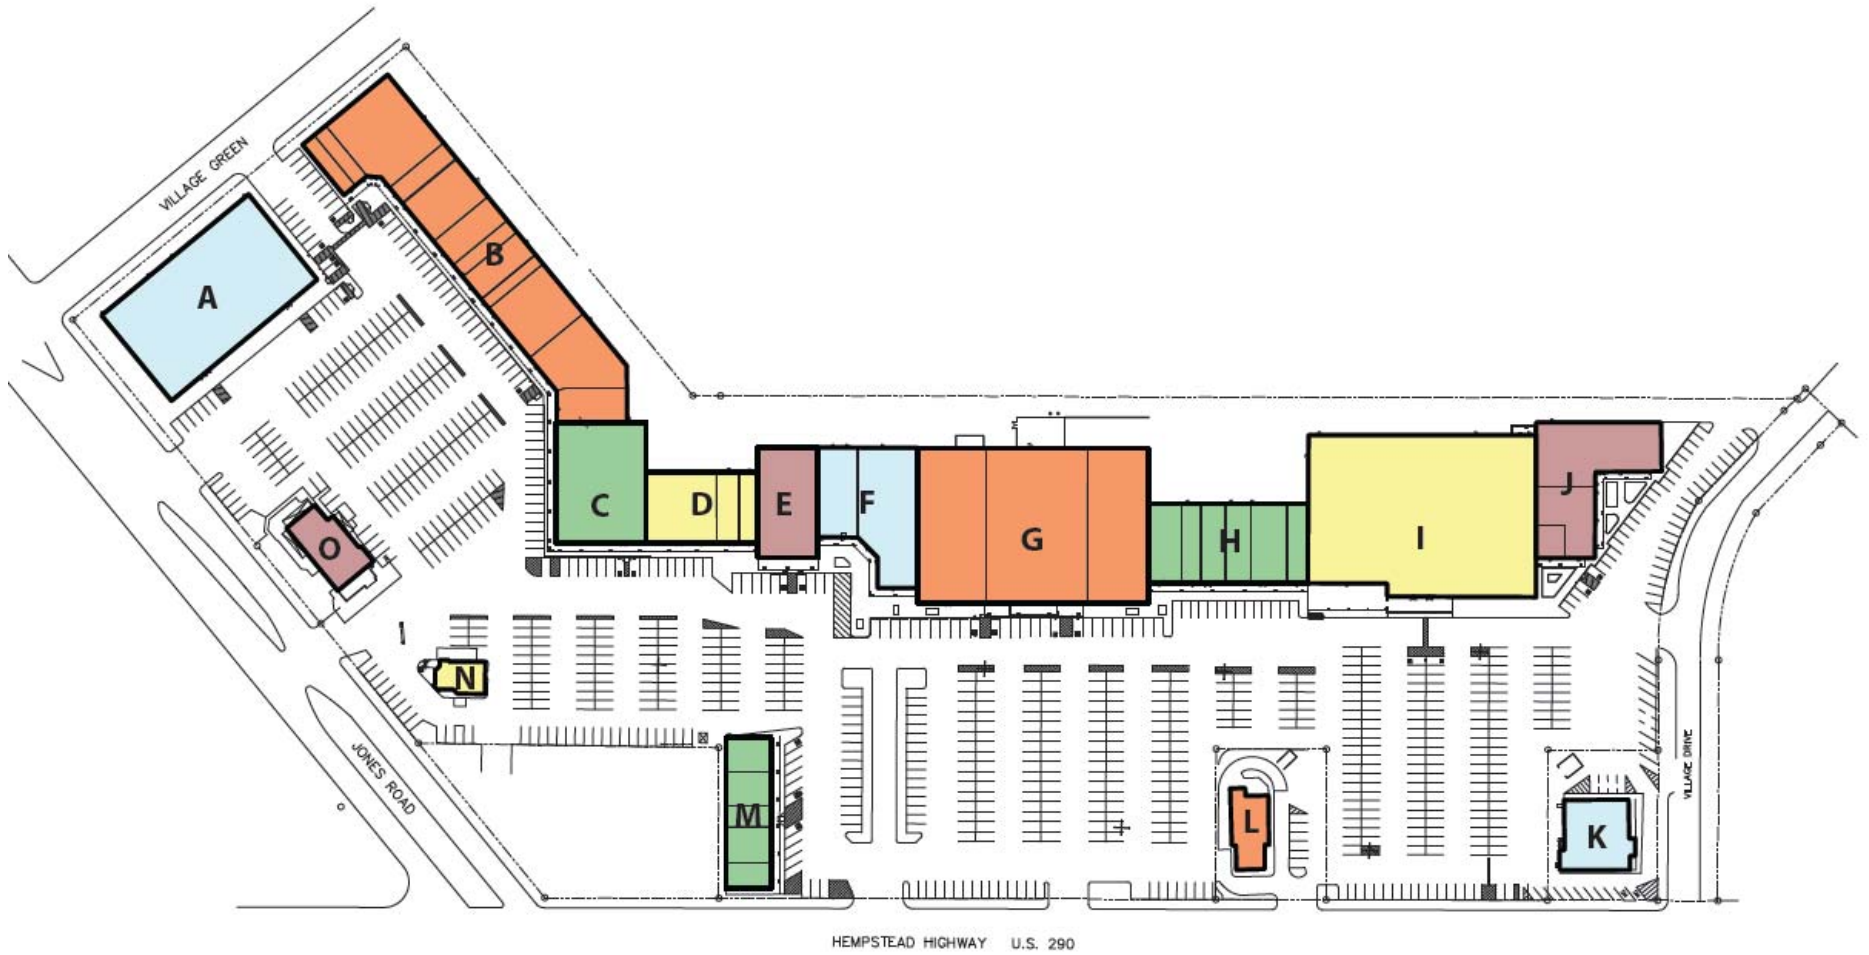 VILLAGE GREEN
A
B
C
D
E
F
G
H
I
J
O
N
M
L
K
JONES ROAD
VILLAGE DRIVE
HEMPSTEAD HIGHWAY U.S. 290